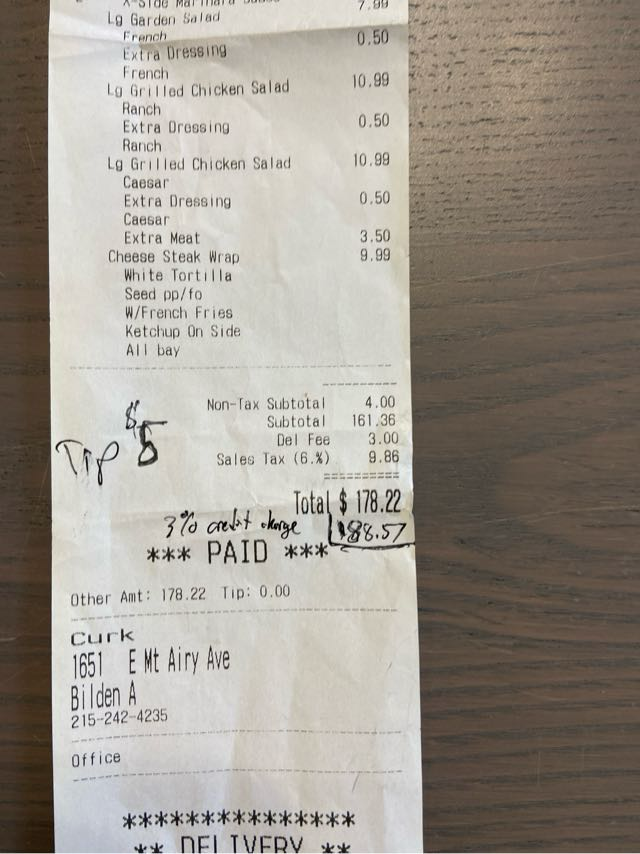 X-Side Marinara Sauce 7.99
Lg Garden Salad
French 0.50
Extra Dressing
French
Lg Grilled Chicken Salad 10.99
Ranch
Extra Dressing 0.50
Ranch
Lg Grilled Chicken Salad 10.99
Caesar
Extra Dressing 0.50
Caesar
Extra Meat 3.50
Cheese Steak Wrap 9.99
White Tortilla
Seed pp/fo
W/French Fries
Ketchup On Side
All bay
Non-Tax Subtotal 4.00
Subtotal 161.36
Del Fee 3.00
Sales Tax (6.%) 9.86
Tip $5
Total $ 178.22
3% credit charge 188.57
*** PAID ***
Other Amt: 178.22 Tip: 0.00
Curk
1651 E Mt Airy Ave
Bilden A
215-242-4235
Office
***************
** DELIVERY **